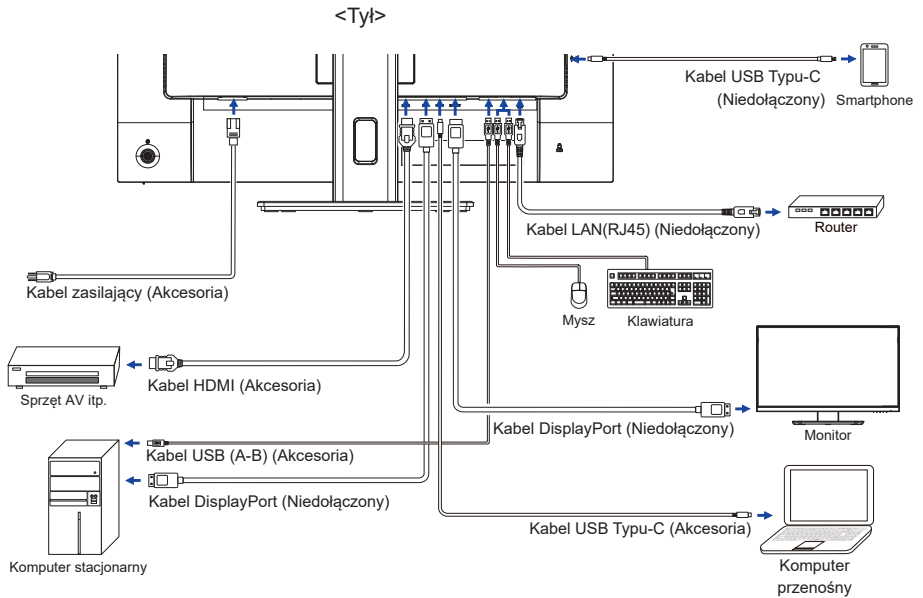 <Tył>
Kabel USB Typu-C
(Niedołączony)
Smartphone
Kabel LAN(RJ45) (Niedołączony)
Router
Kabel zasilający (Akcesoria)
Mysz
Klawiatura
Kabel HDMI (Akcesoria)
Sprzęt AV itp.
Kabel DisplayPort (Niedołączony)
Monitor
Kabel USB (A-B) (Akcesoria)
Kabel DisplayPort (Niedołączony)
Kabel USB Typu-C (Akcesoria)
Komputer stacjonarny
Komputer
przenośny